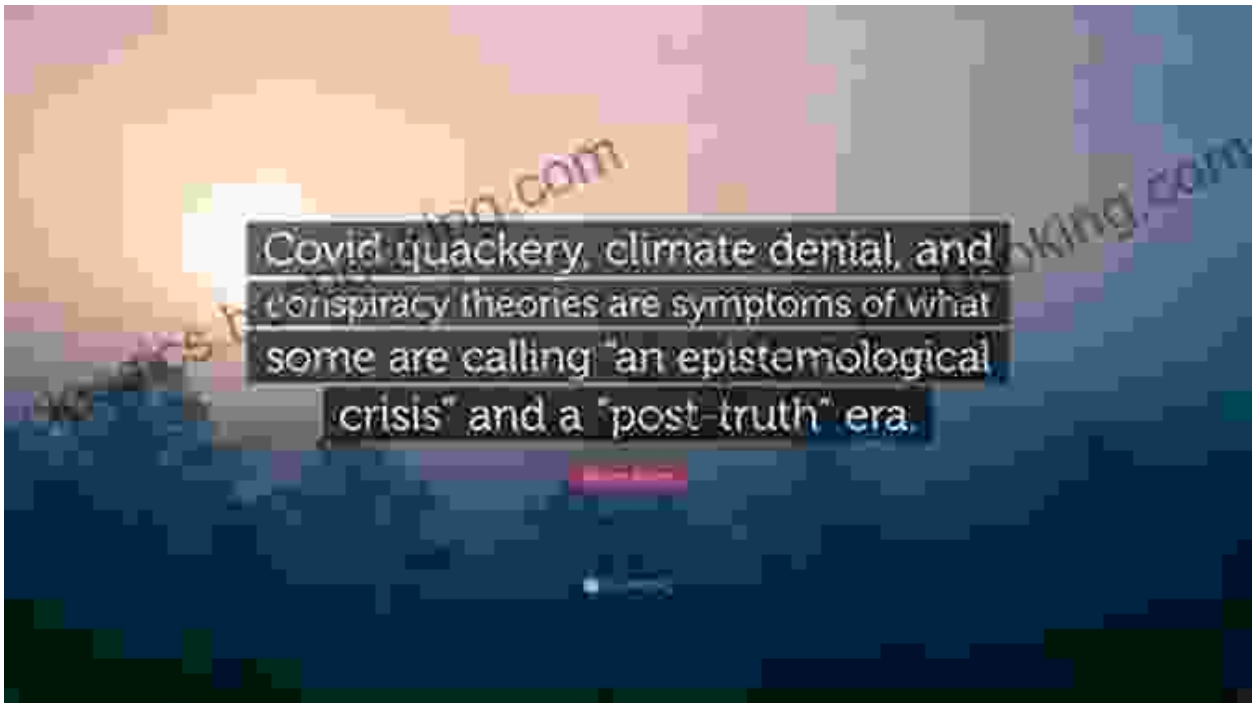 Covid quackery, climate denial, and
conspiracy theories are symptoms of what
some are calling “an epistemological
crisis” and a “post-truth” era.